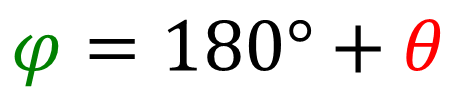 φ = 180° + θ